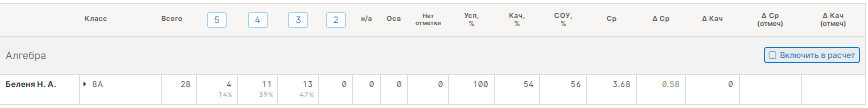 Класс Всего 5 4 3 2 н/а Осв Нет отметки Усп, % Кач, % СОУ, % Ср Δ Ср Δ Кач Δ Ср (отмеч) Δ Кач (отмеч)
Алгебра Включить в расчет
Беленя Н. А. 8А 28 4 11 13 0 0 0 0 100 54 56 3.68 0.58 0
14% 39% 47%